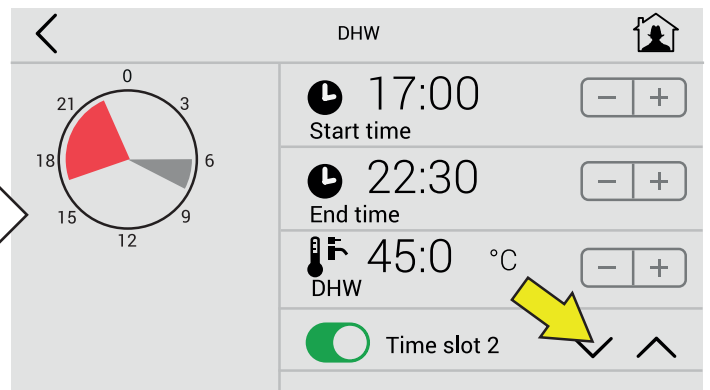 DHW
0
3
6
9
12
15
18
21
17:00
Start time
22:30
End time
45:0 °C
DHW
Time slot 2